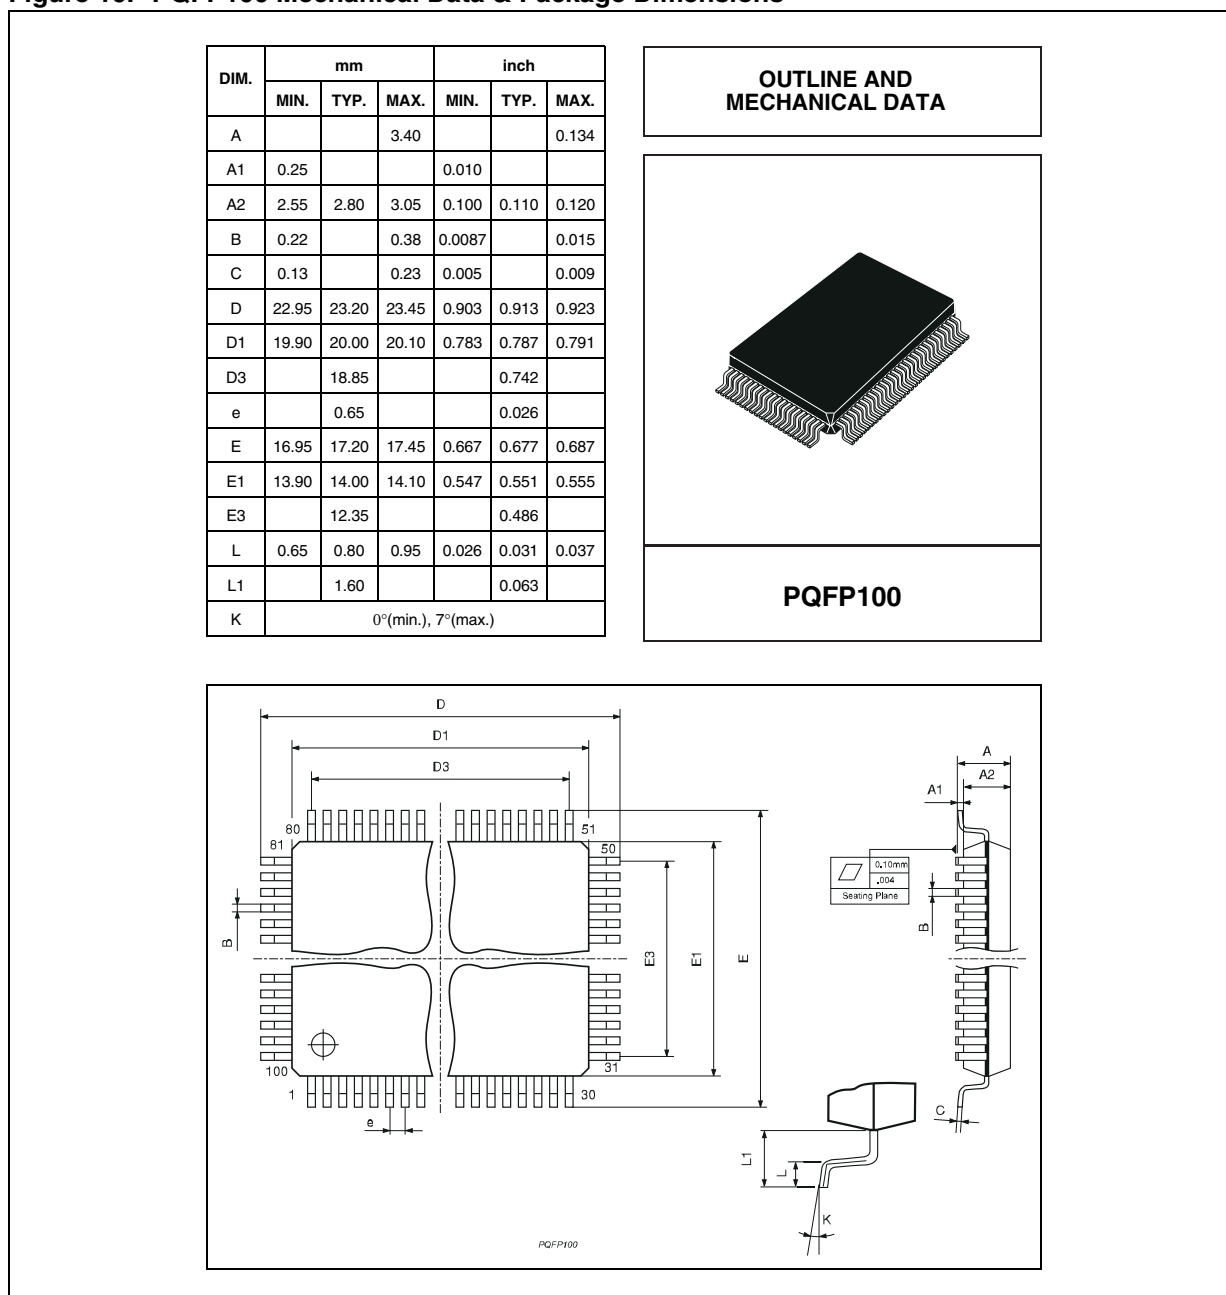 Figure 16. PQFP100 Mechanical Data & Package Dimensions
DIM. mm inch
MIN. TYP. MAX. MIN. TYP. MAX.
A 3.40 0.134
A1 0.25 0.010
A2 2.55 2.80 3.05 0.100 0.110 0.120
B 0.22 0.38 0.0087 0.015
C 0.13 0.23 0.005 0.009
D 22.95 23.20 23.45 0.903 0.913 0.923
D1 19.90 20.00 20.10 0.783 0.787 0.791
D3 18.85 0.742
e 0.65 0.026
E 16.95 17.20 17.45 0.667 0.677 0.687
E1 13.90 14.00 14.10 0.547 0.551 0.555
E3 12.35 0.486
L 0.65 0.80 0.95 0.026 0.031 0.037
L1 1.60 0.063
K 0°(min.), 7°(max.)
OUTLINE AND
MECHANICAL DATA
PQFP100
D
D1
D3
80 51
81 50
B
E3
E1
E
100 31
1 30
e
A
A2
A1
0.10mm
.004
Seating Plane
B
C
L1
L
K
PQFP100